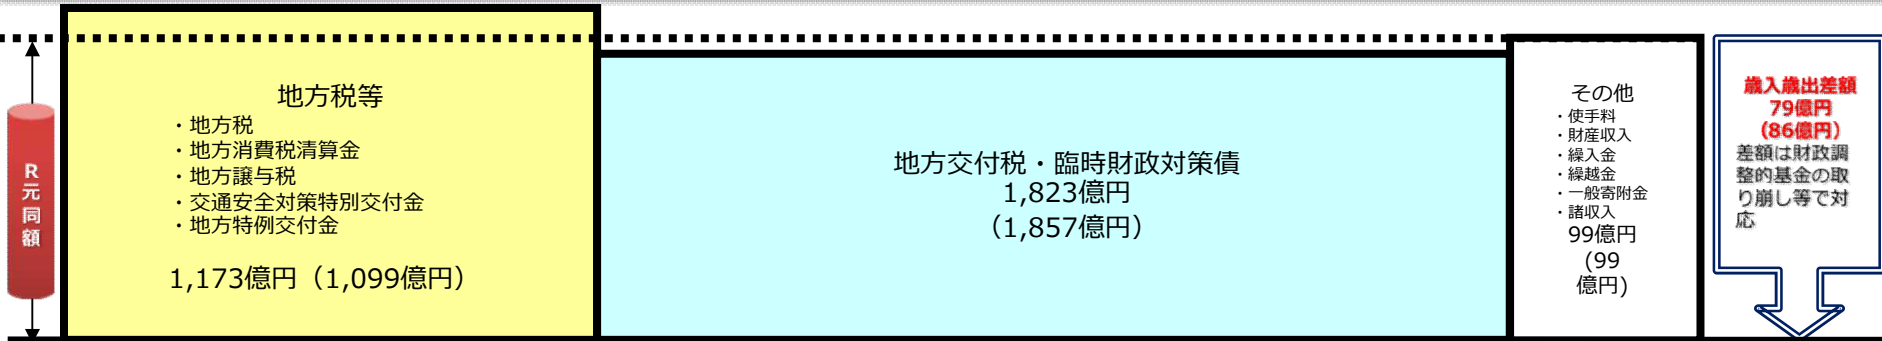 R元同額
地方税等
・地方税
・地方消費税清算金
・地方譲与税
・交通安全対策特別交付金
・地方特例交付金
1,173億円（1,099億円）
地方交付税・臨時財政対策債
1,823億円
（1,857億円）
その他
・使手料
・財産収入
・繰入金
・繰越金
・一般寄附金
・諸収入
99億円
(99
億円)
歳入歳出差額
79億円
（86億円）
差額は財政調
整的基金の取
り崩し等で対
応